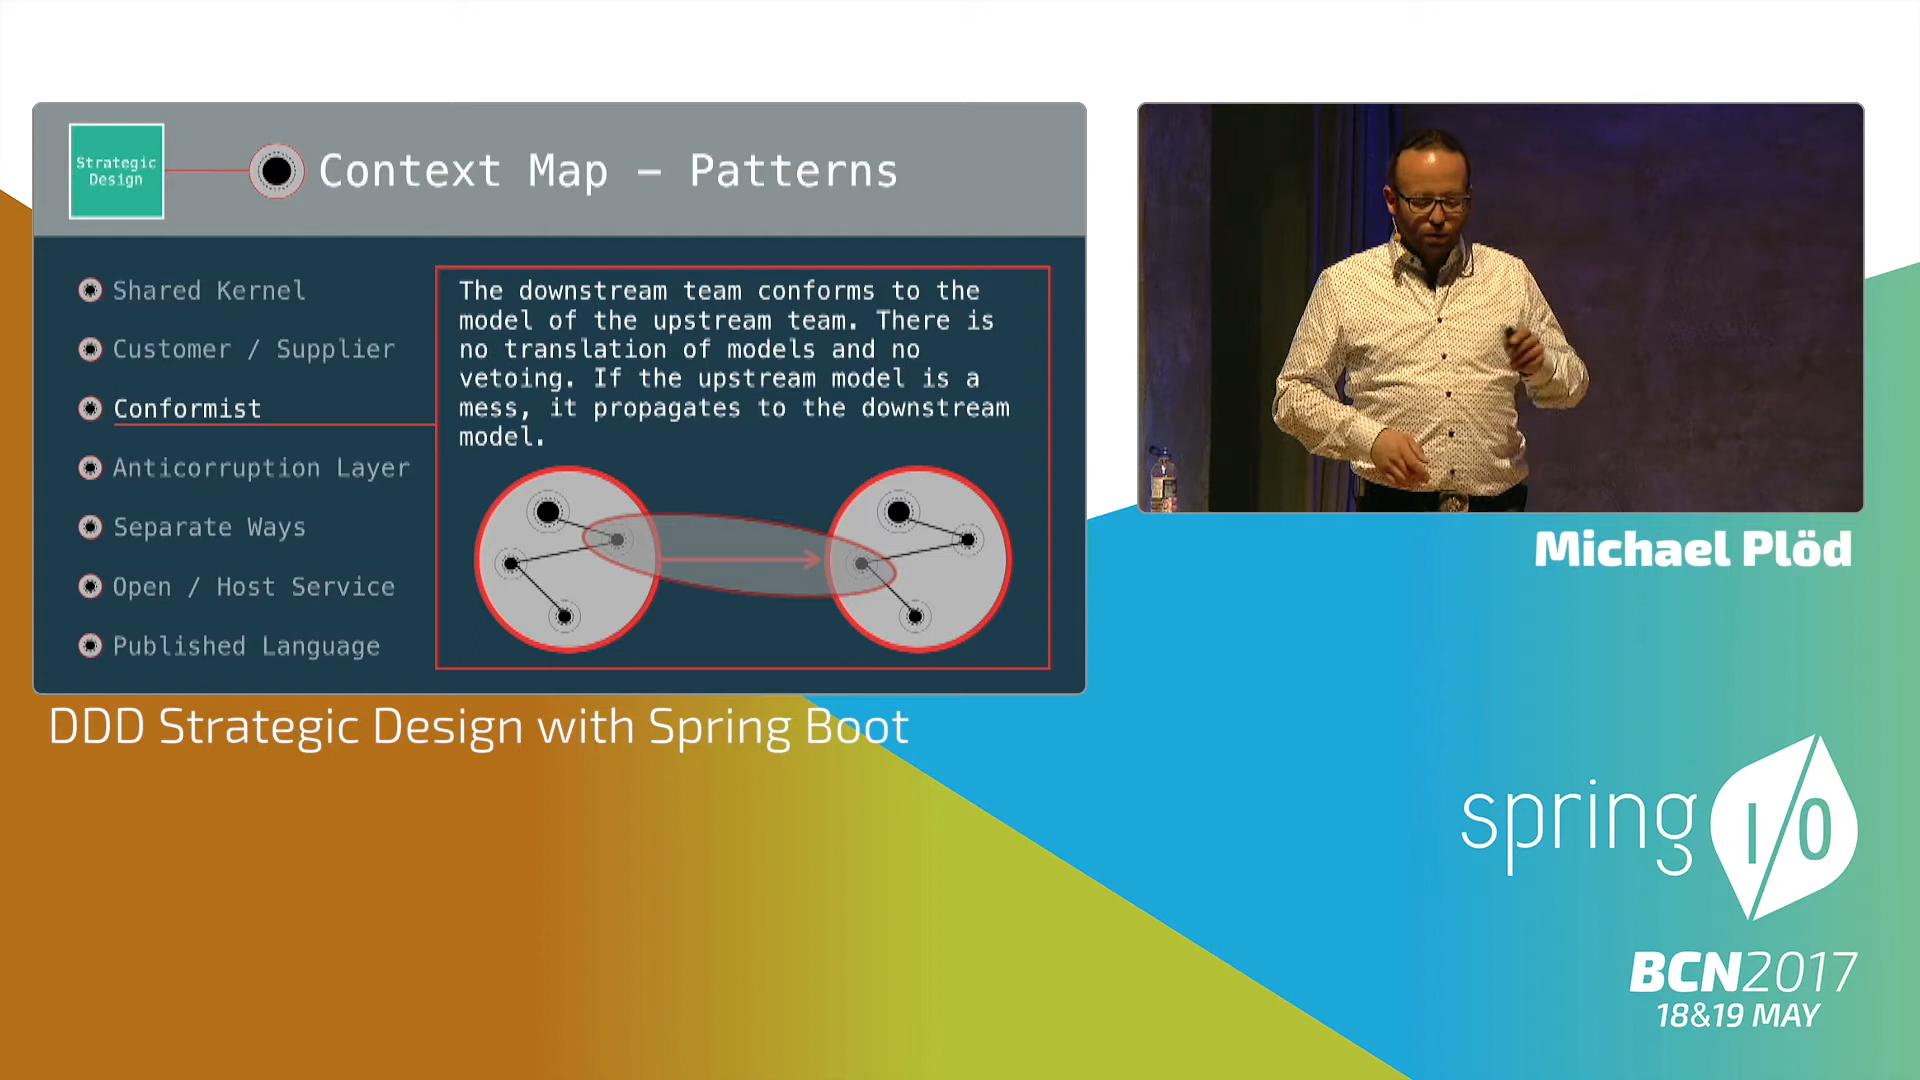 Strategic
Design
Context Map – Patterns
Shared Kernel
Customer / Supplier
Conformist
Anticorruption Layer
Separate Ways
Open / Host Service
Published Language
The downstream team conforms to the
model of the upstream team. There is
no translation of models and no
vetoing. If the upstream model is a
mess, it propagates to the downstream
model.
Michael Plöd
DDD Strategic Design with Spring Boot
spring I/O
BCN2017
18&19 MAY